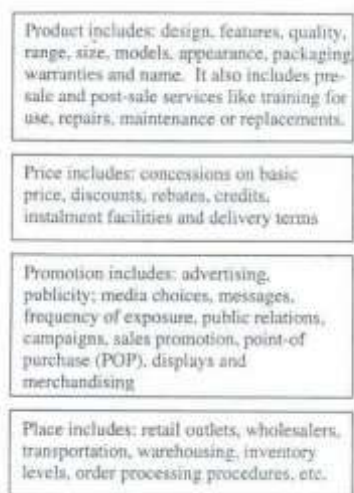 Product includes: design, features, quality,
range, size, models, appearance, packaging,
warranties and name. It also includes pre-
sale and post-sale services like training for
use, repairs, maintenance or replacements.
Price includes: concessions on basic
price, discounts, rebates, credits,
instalment facilities and delivery terms
Promotion includes: advertising,
publicity; media choices, messages,
frequency of exposure, public relations,
campaigns, sales promotion, point-of
purchase (POP), displays and
merchandising
Place includes: retail outlets, wholesalers,
transportation, warehousing, inventory
levels, order processing procedures, etc.